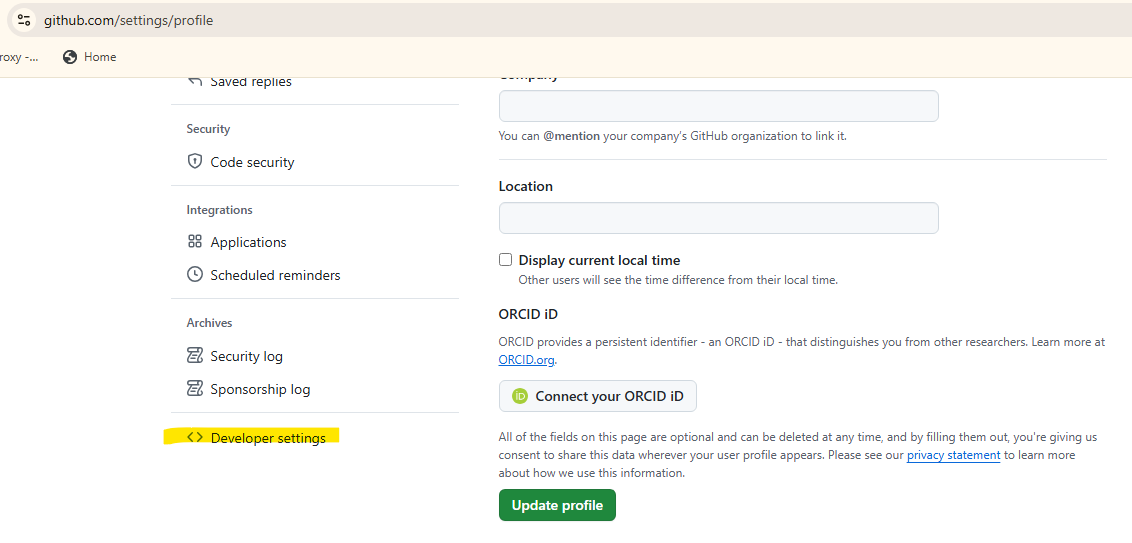 github.com/settings/profile
roxy -...
Home
Saved replies
Security
Code security
Integrations
Applications
Scheduled reminders
Archives
Security log
Sponsorship log
Developer settings
Company
You can @mention your company's GitHub organization to link it.
Location
Display current local time
Other users will see the time difference from their local time.
ORCID iD
ORCID provides a persistent identifier - an ORCID iD - that distinguishes you from other researchers. Learn more at
ORCID.org.
iD Connect your ORCID iD
All of the fields on this page are optional and can be deleted at any time, and by filling them out, you're giving us
consent to share this data wherever your user profile appears. Please see our privacy statement to learn more
about how we use this information.
Update profile